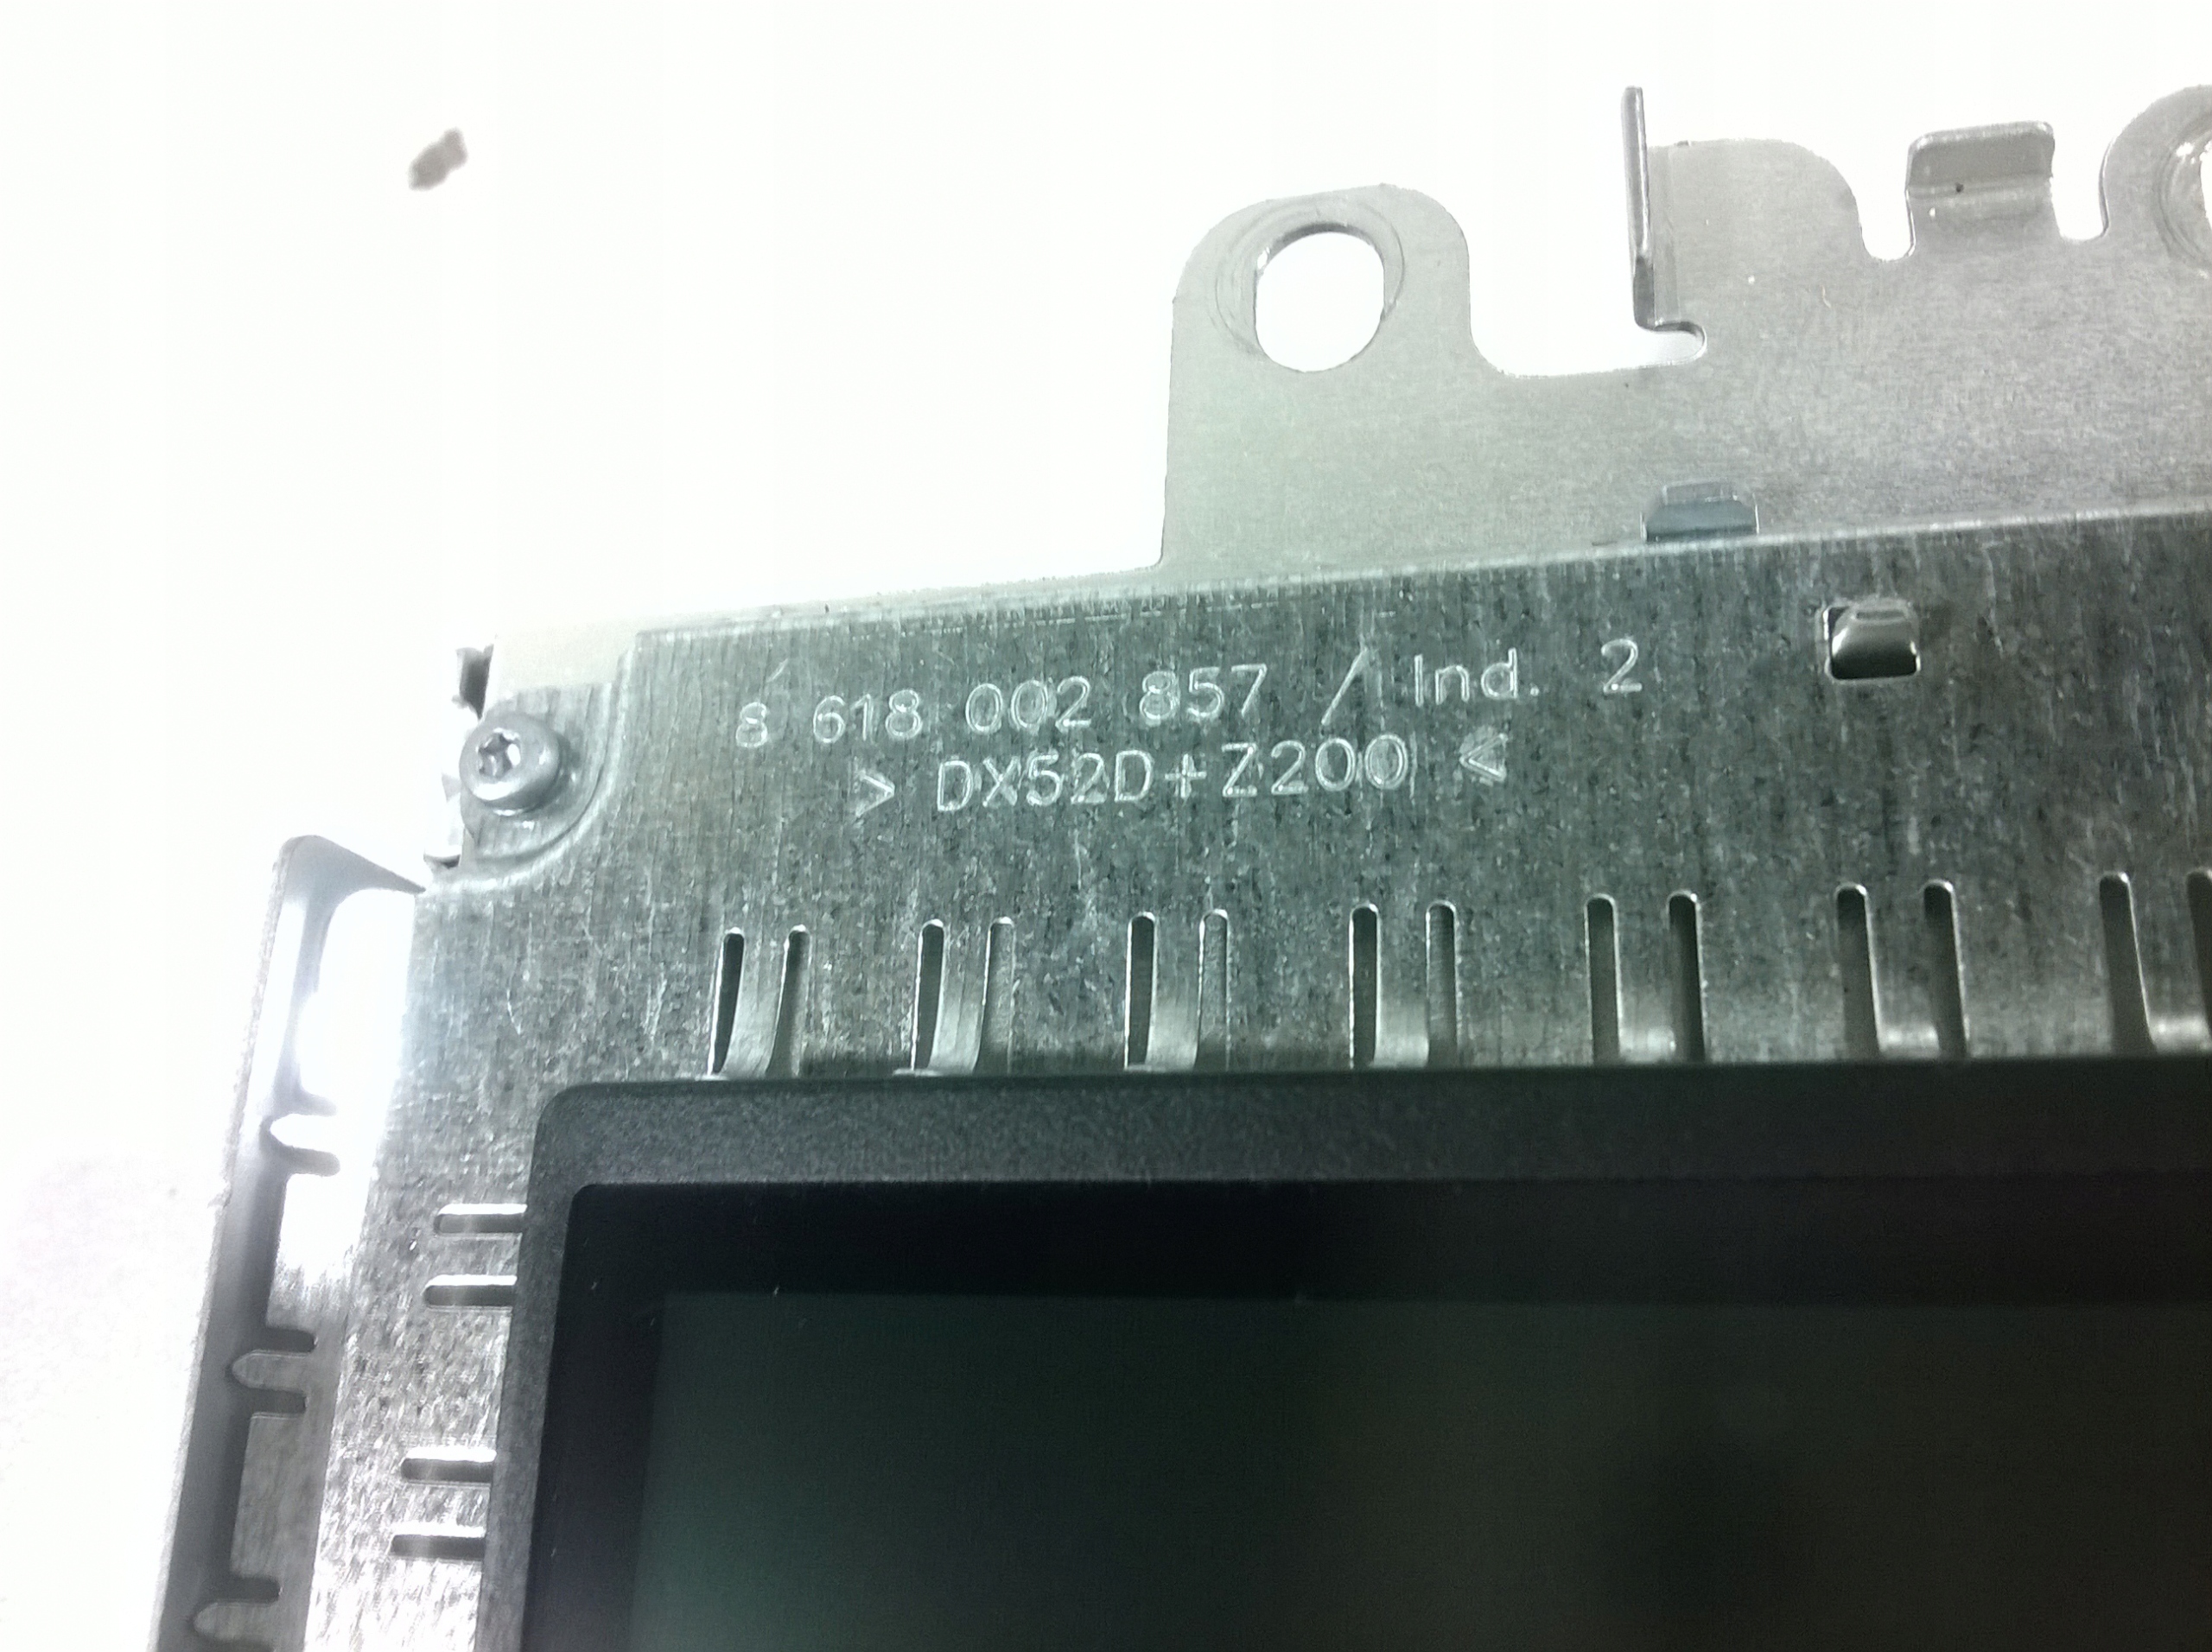 8 618 002 857 / Ind. 2
> DX52D+Z200 <